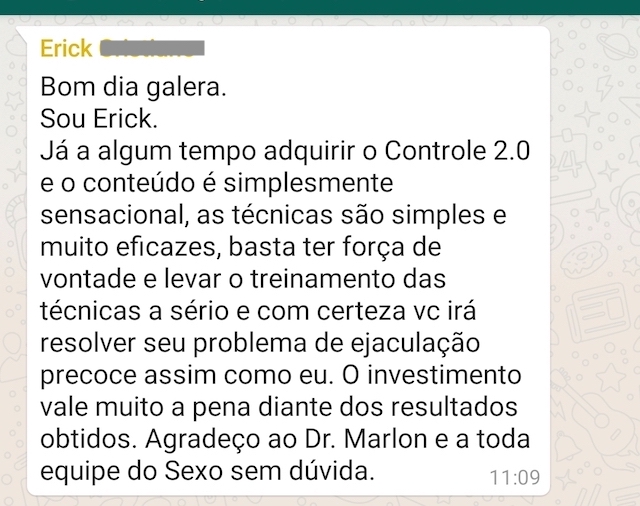 Erick
Bom dia galera.
Sou Erick.
Já a algum tempo adquirir o Controle 2.0
e o conteúdo é simplesmente
sensacional, as técnicas são simples e
muito eficazes, basta ter força de
vontade e levar o treinamento das
técnicas a sério e com certeza vc irá
resolver seu problema de ejaculação
precoce assim como eu. O investimento
vale muito a pena diante dos resultados
obtidos. Agradeço ao Dr. Marlon e a toda
equipe do Sexo sem dúvida.
11:09